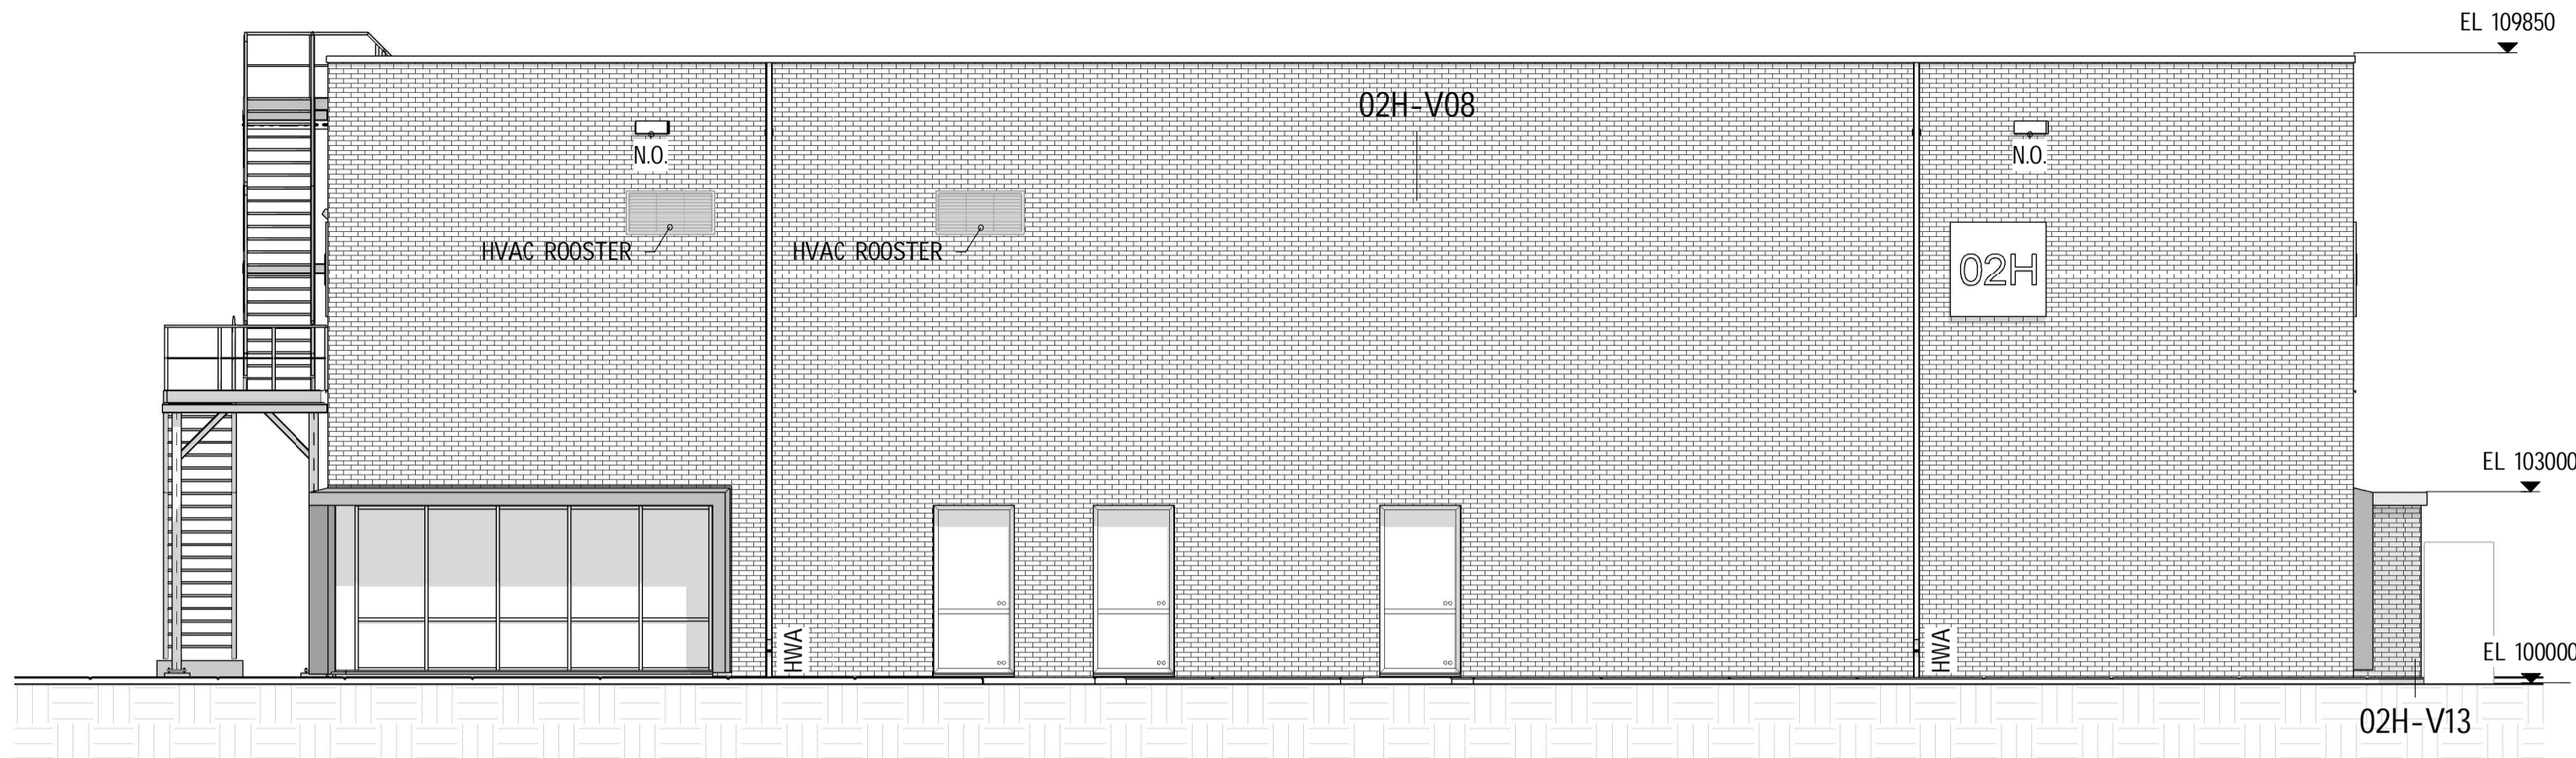 EL 109850
02H-V08
N.O.
N.O.
HVAC ROOSTER
HVAC ROOSTER
02H
EL 103000
HWA
HWA
EL 100000
02H-V13